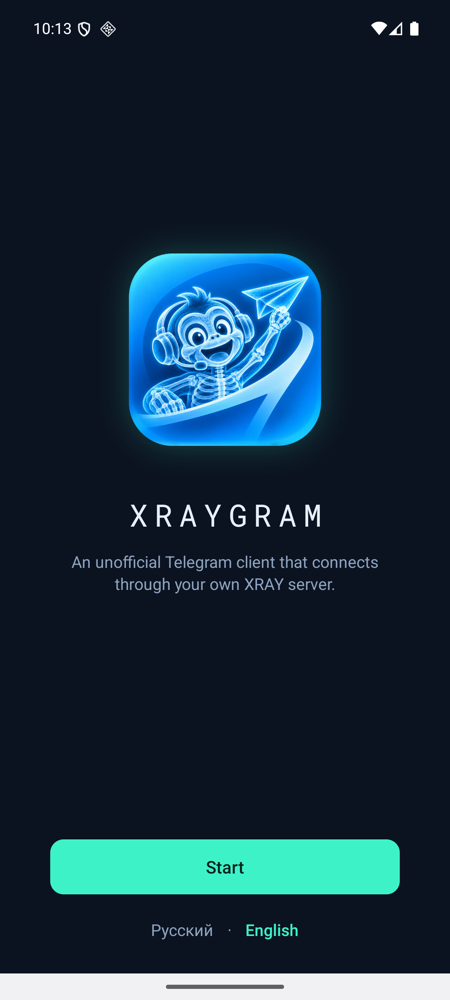 10:13
XRAYGRAM
An unofficial Telegram client that connects
through your own XRAY server.
Start
Русский · English